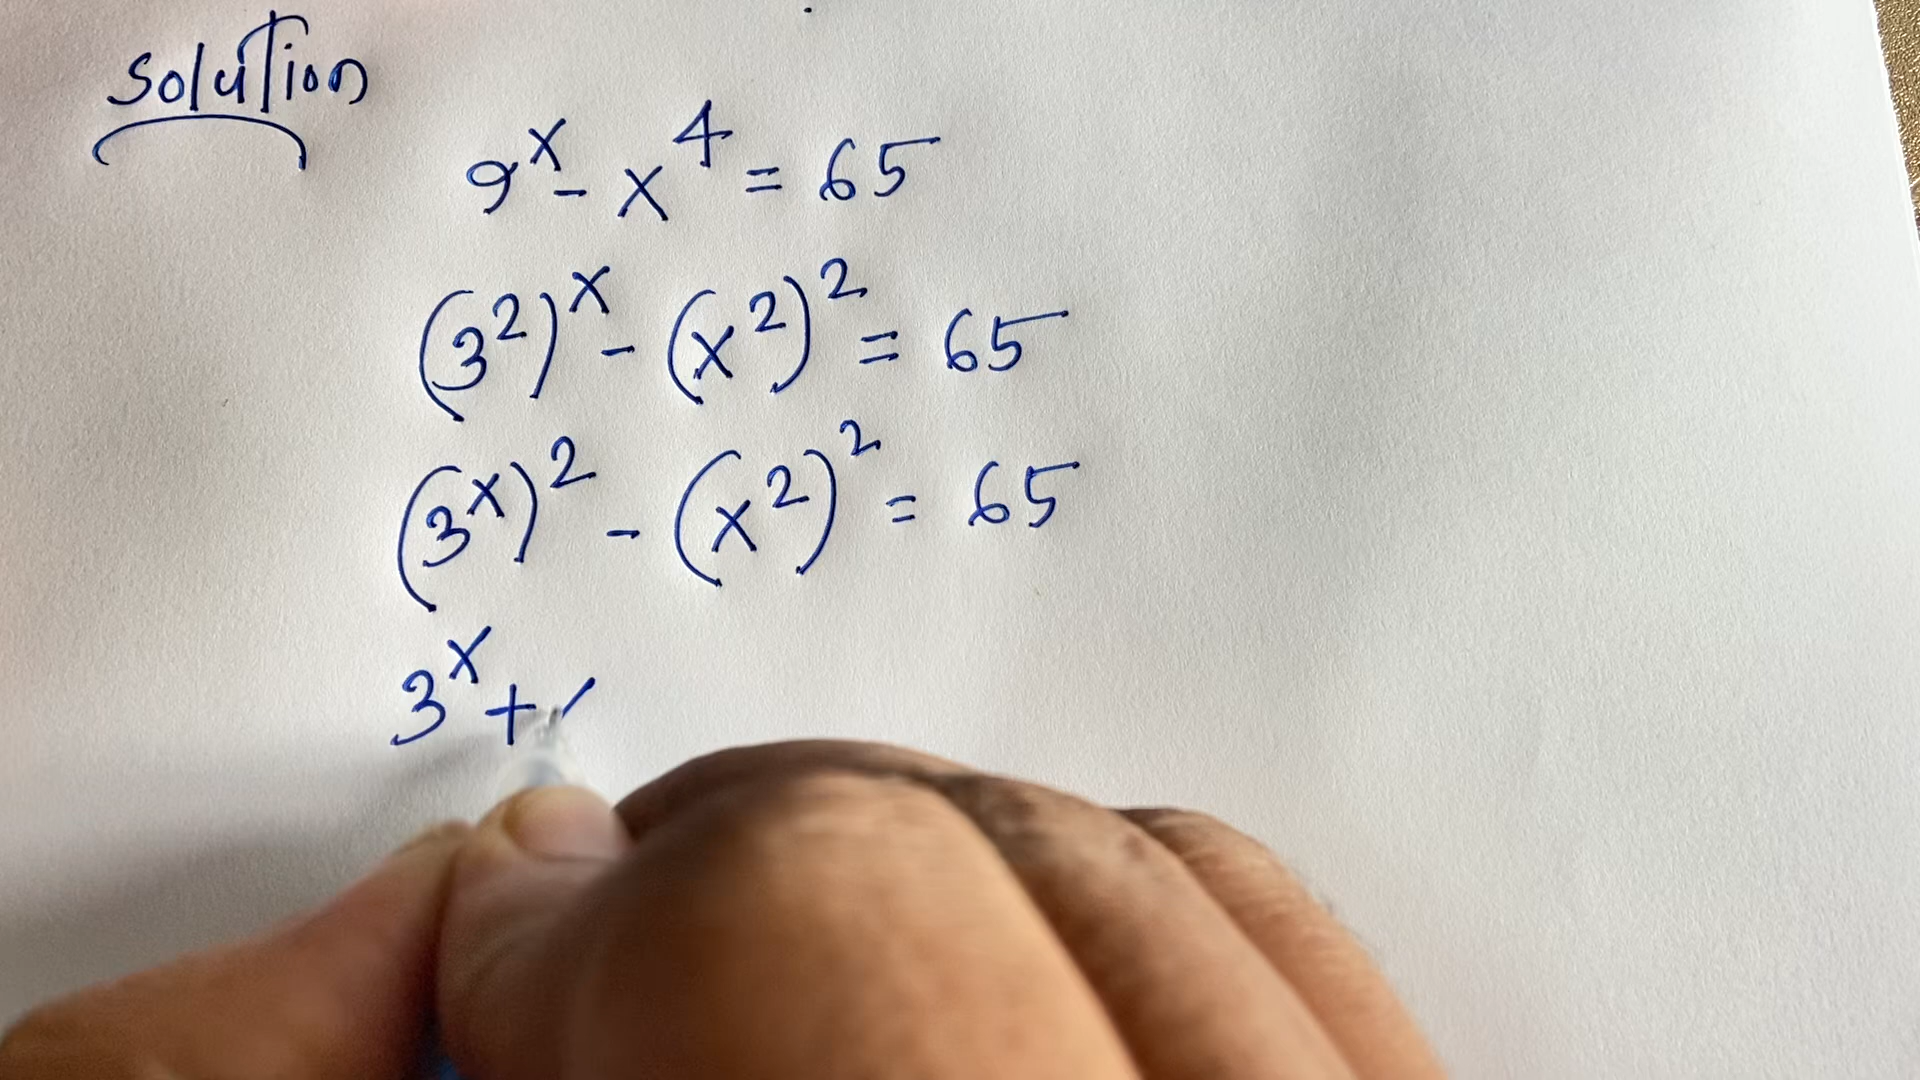 Solution
9^x - x^4 = 65
(3^2)^x - (x^2)^2 = 65
(3^x)^2 - (x^2)^2 = 65
3^x +